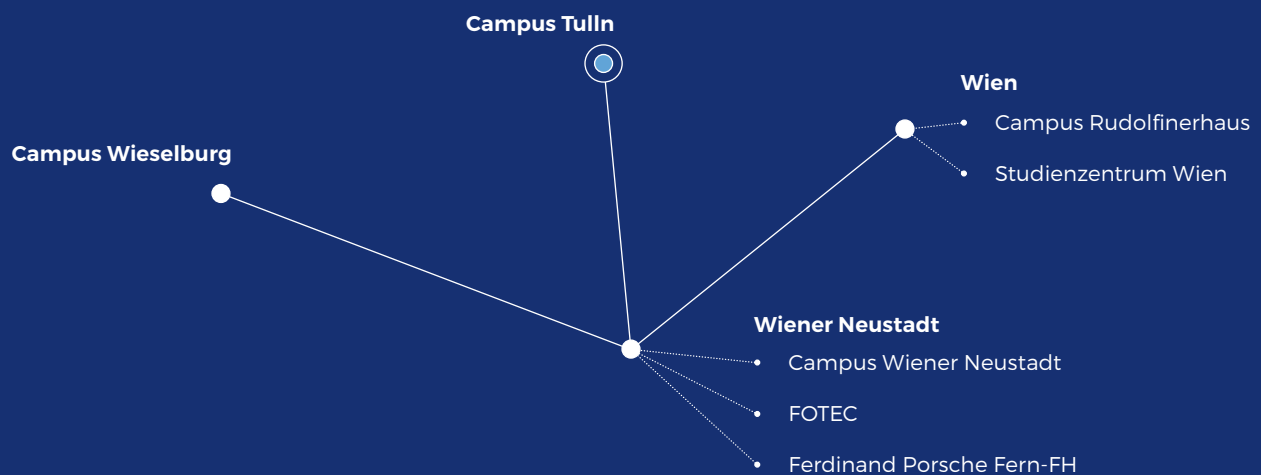 Campus Tulln
Wien
Campus Rudolfinerhaus
Campus Wieselburg
Studienzentrum Wien
Wiener Neustadt
Campus Wiener Neustadt
FOTEC
Ferdinand Porsche Fern-FH